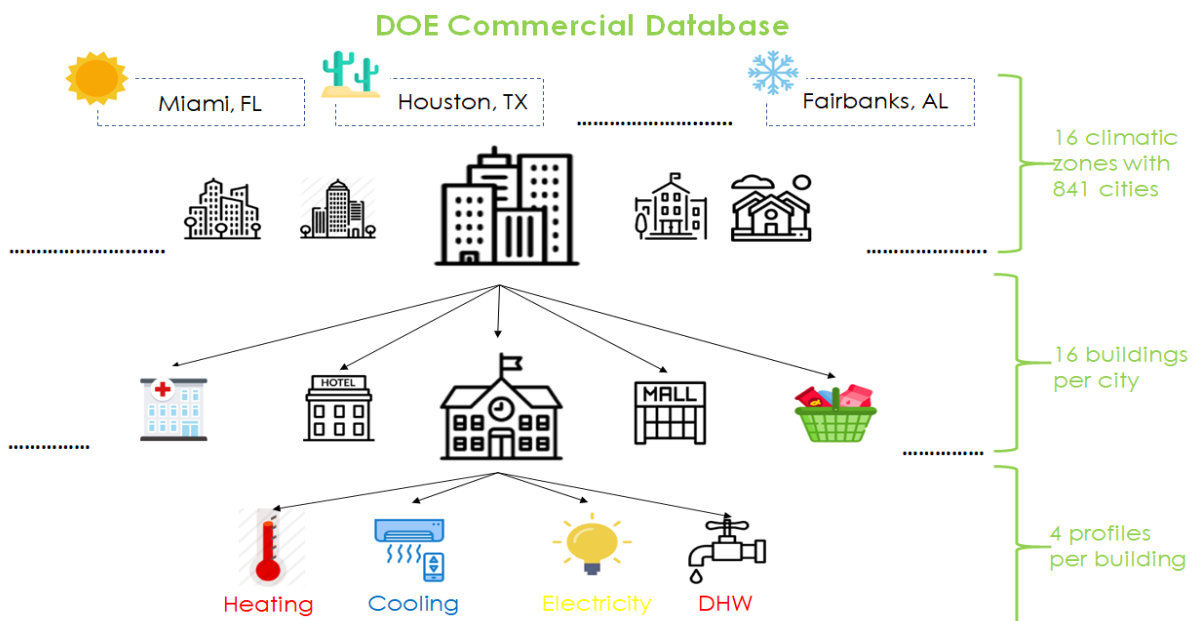 DOE Commercial Database
Miami, FL
Houston, TX
Fairbanks, AL
16 climatic
zones with
841 cities
HOTEL
MALL
16 buildings
per city
4 profiles
per building
Heating
Cooling
Electricity
DHW